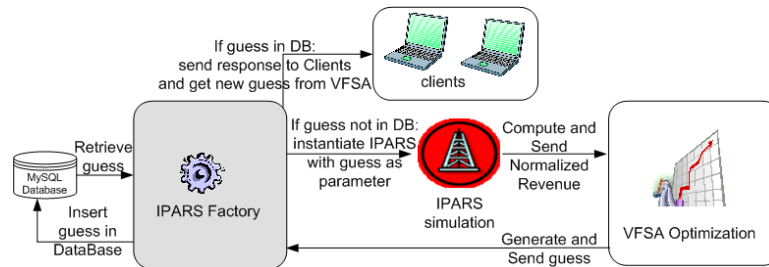 If guess in DB:
send response to Clients
and get new guess from VFSA
clients
Retrieve
guess
MySQL
Database
Insert
guess in
DataBase
IPARS Factory
If guess not in DB:
instantiate IPARS
with guess as
parameter
IPARS
simulation
Compute and
Send
Normalized
Revenue
VFSA Optimization
Generate and
Send guess